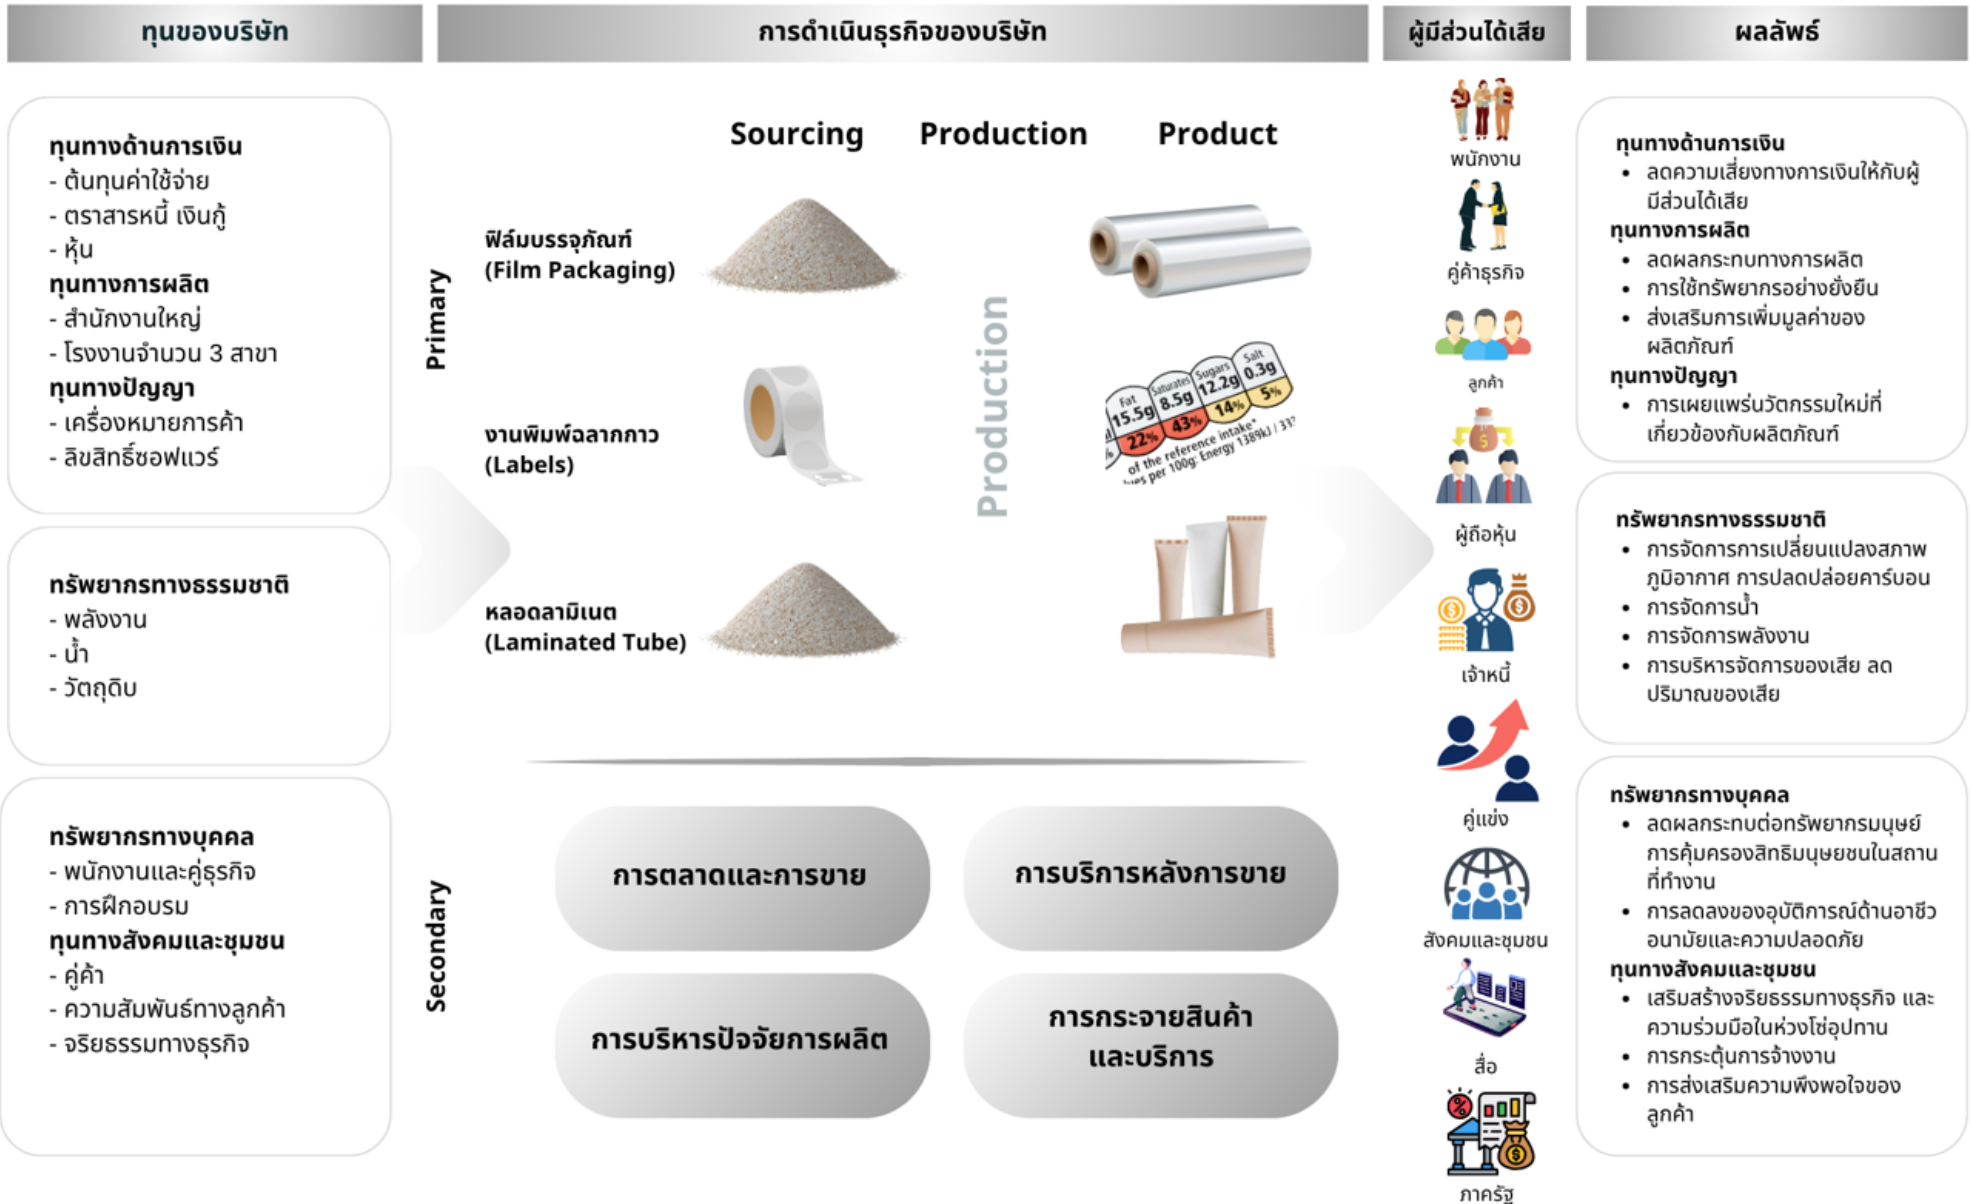 ทุนของบริษัท
การดำเนินธุรกิจของบริษัท
ผู้มีส่วนได้เสีย
ผลลัพธ์
ทุนทางด้านการเงิน
- ต้นทุนค่าใช้จ่าย
- ตราสารหนี้ เงินกู้
- หุ้น
ทุนทางการผลิต
- สำนักงานใหญ่
- โรงงานจำนวน 3 สาขา
ทุนทางปัญญา
- เครื่องหมายการค้า
- ลิขสิทธิ์ซอฟแวร์
ทรัพยากรทางธรรมชาติ
- พลังงาน
- น้ำ
- วัตถุดิบ
ทรัพยากรทางบุคคล
- พนักงานและคู่ธุรกิจ
- การฝึกอบรม
ทุนทางสังคมและชุมชน
- คู่ค้า
- ความสัมพันธ์ทางลูกค้า
- จริยธรรมทางธุรกิจ
Primary
Sourcing
Production
Product
ฟิล์มบรรจุภัณฑ์
(Film Packaging)
งานพิมพ์ฉลากกาว
(Labels)
หลอดลามิเนต
(Laminated Tube)
Production
Fat
15.5g
22%
Saturates
8.5g
43%
Sugars
12.2g
14%
Salt
0.3g
5%
of the reference intake*
per 100g: Energy 1389kJ / 33
Secondary
การตลาดและการขาย
การบริการหลังการขาย
การบริหารปัจจัยการผลิต
การกระจายสินค้า
และบริการ
พนักงาน
คู่ค้าธุรกิจ
ลูกค้า
ผู้ถือหุ้น
เจ้าหนี้
คู่แข่ง
สังคมและชุมชน
สื่อ
ภาครัฐ
ทุนทางด้านการเงิน
• ลดความเสี่ยงทางการเงินให้กับผู้
มีส่วนได้เสีย
ทุนทางการผลิต
• ลดผลกระทบทางการผลิต
• การใช้ทรัพยากรอย่างยั่งยืน
• ส่งเสริมการเพิ่มมูลค่าของ
ผลิตภัณฑ์
ทุนทางปัญญา
• การเผยแพร่นวัตกรรมใหม่ที่
เกี่ยวข้องกับผลิตภัณฑ์
ทรัพยากรทางธรรมชาติ
• การจัดการการเปลี่ยนแปลงสภาพ
ภูมิอากาศ การปลดปล่อยคาร์บอน
• การจัดการน้ำ
• การจัดการพลังงาน
• การบริหารจัดการของเสีย ลด
ปริมาณของเสีย
ทรัพยากรทางบุคคล
• ลดผลกระทบต่อทรัพยากรมนุษย์
การคุ้มครองสิทธิมนุษยชนในสถาน
ที่ทำงาน
• การลดลงของอุบัติการณ์ด้านอาชีว
อนามัยและความปลอดภัย
ทุนทางสังคมและชุมชน
• เสริมสร้างจริยธรรมทางธุรกิจ และ
ความร่วมมือในห่วงโซ่อุปทาน
• การกระตุ้นการจ้างงาน
• การส่งเสริมความพึงพอใจของ
ลูกค้า